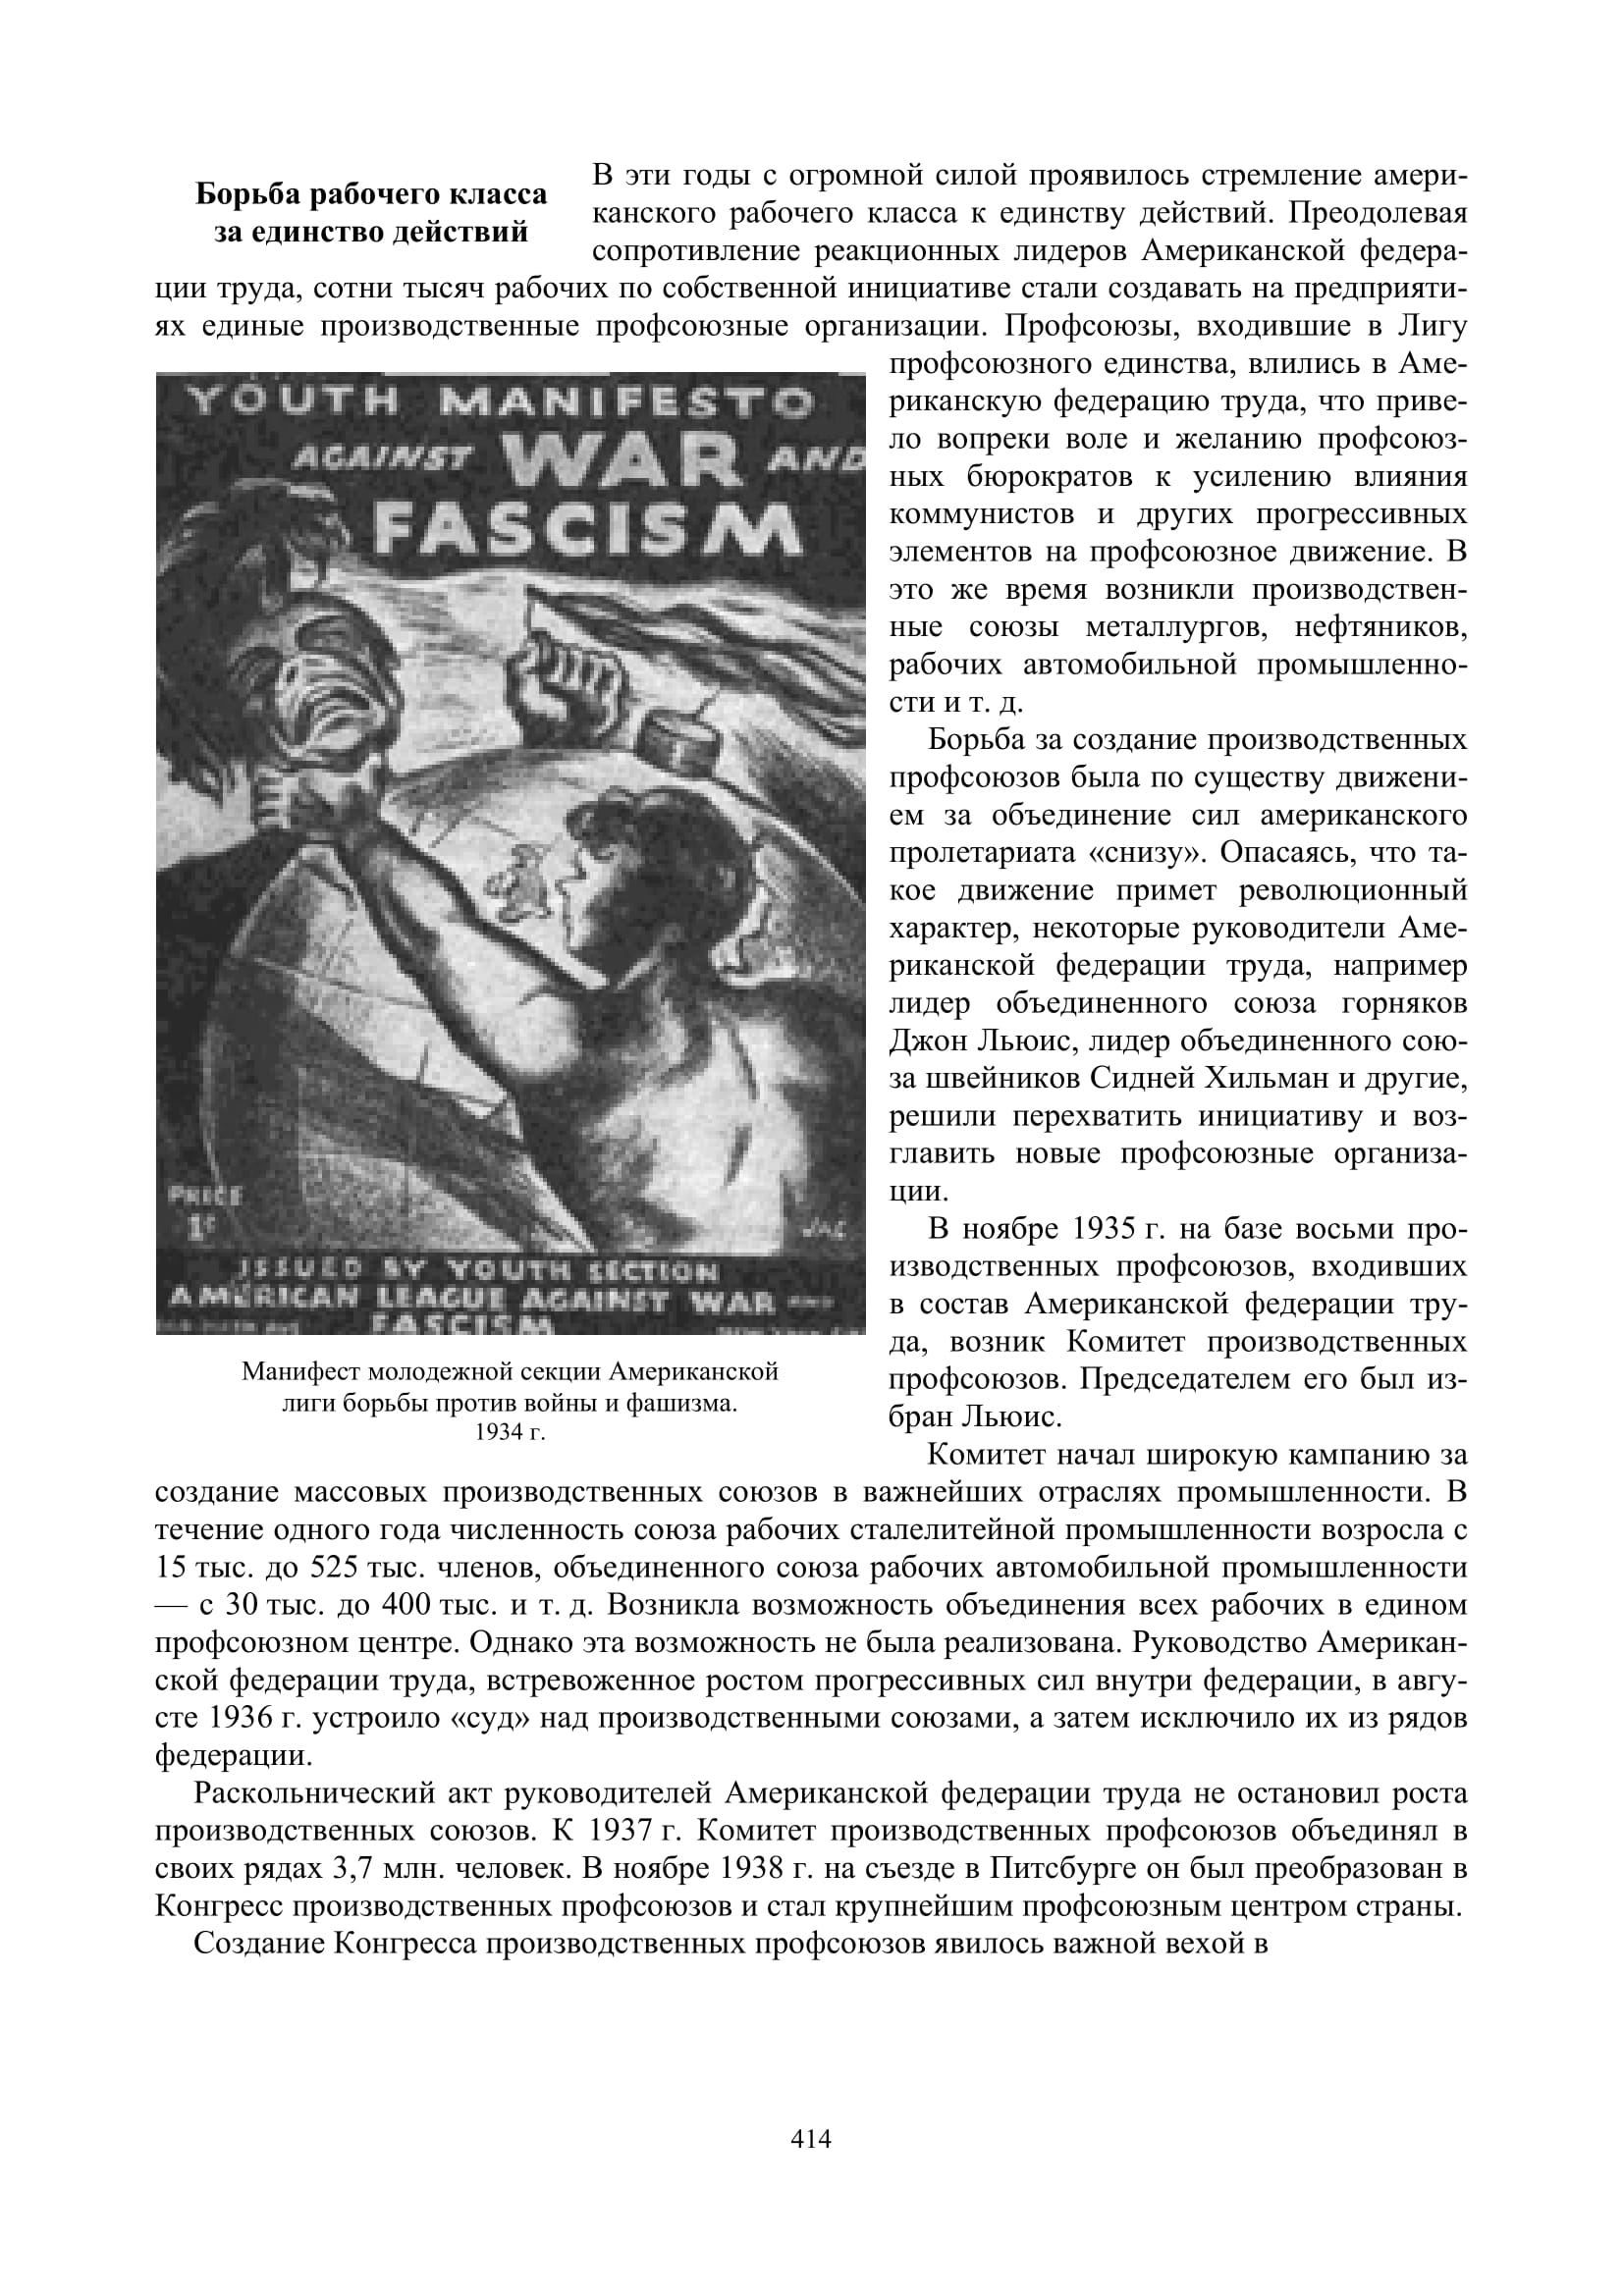 Борьба рабочего класса
за единство действий
В эти годы с огромной силой проявилось стремление амери-
канского рабочего класса к единству действий. Преодолевая
сопротивление реакционных лидеров Американской федера-
ции труда, сотни тысяч рабочих по собственной инициативе стали создавать на предприяти-
ях единые производственные профсоюзные организации. Профсоюзы, входившие в Лигу
профсоюзного единства, влились в Аме-
риканскую федерацию труда, что приве-
ло вопреки воле и желанию профсоюз-
ных бюрократов к усилению влияния
коммунистов и других прогрессивных
элементов на профсоюзное движение. В
это же время возникли производствен-
ные союзы металлургов, нефтяников,
рабочих автомобильной промышленно-
сти и т. д.
Борьба за создание производственных
профсоюзов была по существу движени-
ем за объединение сил американского
пролетариата «снизу». Опасаясь, что та-
кое движение примет революционный
характер, некоторые руководители Аме-
риканской федерации труда, например
лидер объединенного союза горняков
Джон Льюис, лидер объединенного сою-
за швейников Сидней Хильман и другие,
решили перехватить инициативу и воз-
главить новые профсоюзные организа-
ции.
В ноябре 1935 г. на базе восьми про-
изводственных профсоюзов, входивших
в состав Американской федерации тру-
да, возник Комитет производственных
профсоюзов. Председателем его был из-
бран Льюис.
YOUTH MANIFESTO
AGAINST WAR AND
FASCISM
PRICE
1¢
JAC
ISSUED BY YOUTH SECTION
AMERICAN LEAGUE AGAINST WAR AND
FASCISM
Манифест молодежной секции Американской
лиги борьбы против войны и фашизма.
1934 г.
Комитет начал широкую кампанию за
создание массовых производственных союзов в важнейших отраслях промышленности. В
течение одного года численность союза рабочих сталелитейной промышленности возросла с
15 тыс. до 525 тыс. членов, объединенного союза рабочих автомобильной промышленности
— с 30 тыс. до 400 тыс. и т. д. Возникла возможность объединения всех рабочих в едином
профсоюзном центре. Однако эта возможность не была реализована. Руководство Американ-
ской федерации труда, встревоженное ростом прогрессивных сил внутри федерации, в авгу-
сте 1936 г. устроило «суд» над производственными союзами, а затем исключило их из рядов
федерации.
Раскольнический акт руководителей Американской федерации труда не остановил роста
производственных союзов. К 1937 г. Комитет производственных профсоюзов объединял в
своих рядах 3,7 млн. человек. В ноябре 1938 г. на съезде в Питсбурге он был преобразован в
Конгресс производственных профсоюзов и стал крупнейшим профсоюзным центром страны.
Создание Конгресса производственных профсоюзов явилось важной вехой в
414